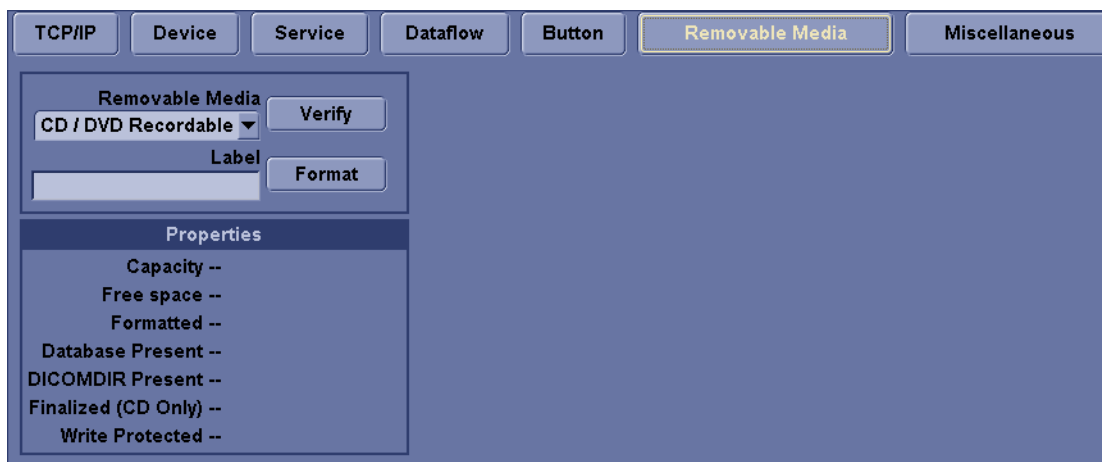 TCP/IP Device Service Dataflow Button Removable Media Miscellaneous
Removable Media
CD / DVD Recordable Verify
Label
Format
Properties
Capacity --
Free space --
Formatted --
Database Present --
DICOMDIR Present --
Finalized (CD Only) --
Write Protected --